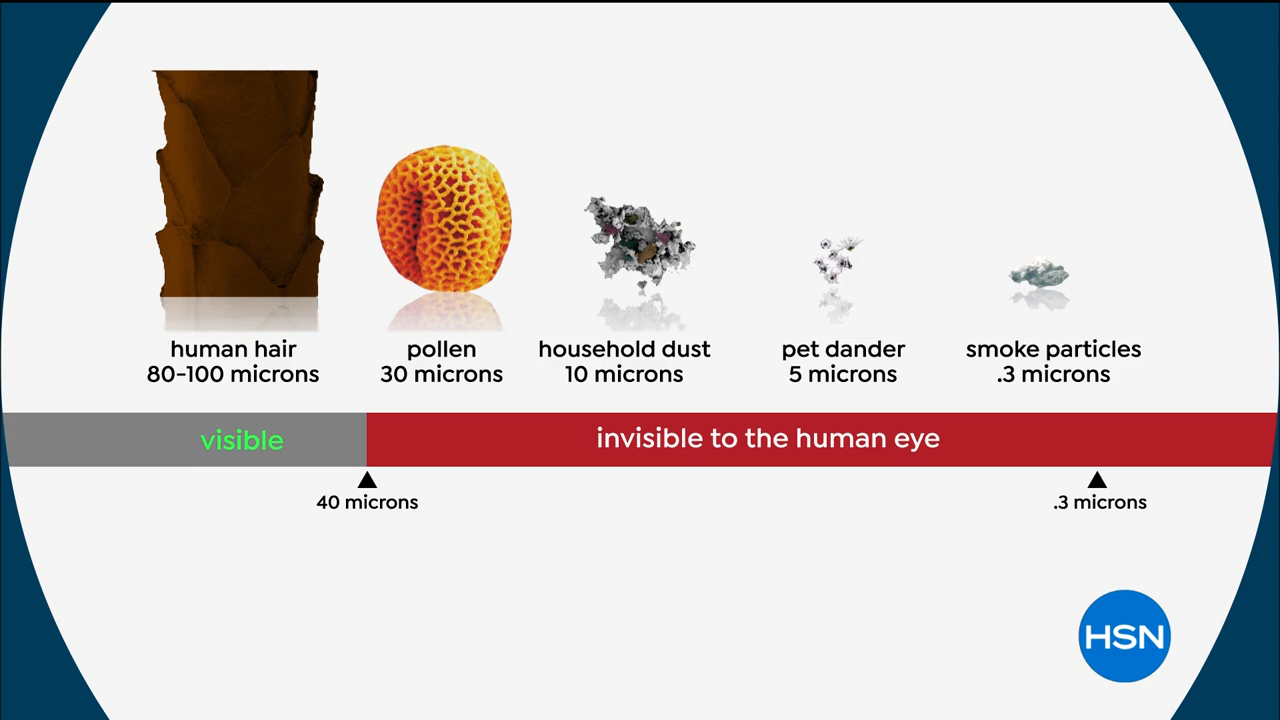 human hair
80-100 microns
pollen
30 microns
household dust
10 microns
pet dander
5 microns
smoke particles
.3 microns
visible
invisible to the human eye
40 microns
.3 microns
HSN